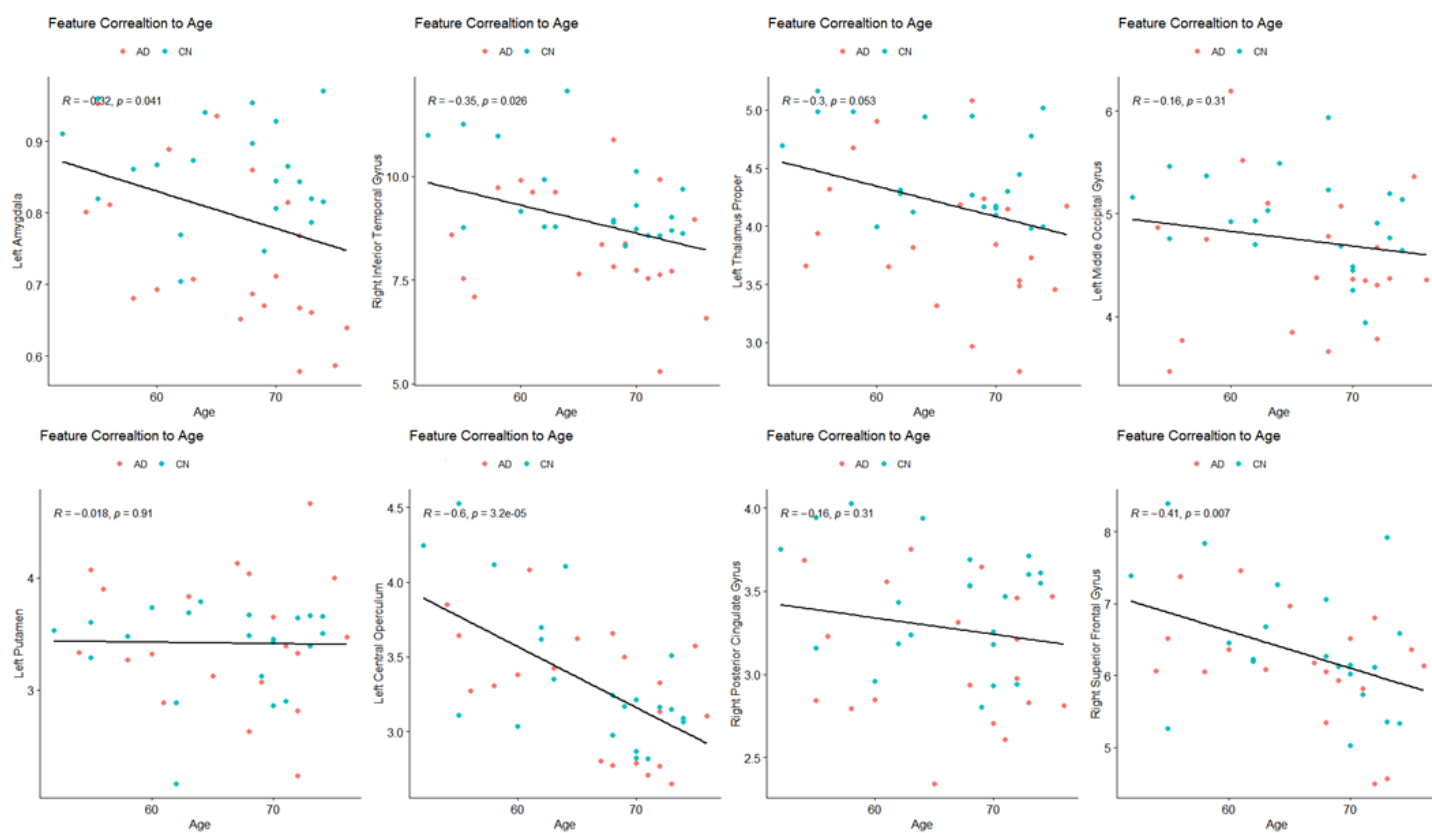 Feature Correaltion to Age
AD CN
R = −0.32, p = 0.041
0.9
0.8
0.7
0.6
Left Amygdala
60 70
Age
Feature Correaltion to Age
AD CN
R = −0.35, p = 0.026
10.0
7.5
5.0
Right Inferior Temporal Gyrus
60 70
Age
Feature Correaltion to Age
AD CN
R = −0.3, p = 0.053
5.0
4.5
4.0
3.5
3.0
Left Thalamus Proper
60 70
Age
Feature Correaltion to Age
AD CN
R = −0.16, p = 0.31
6
5
4
Left Middle Occipital Gyrus
60 70
Age
Feature Correaltion to Age
AD CN
R = −0.018, p = 0.91
4
3
Left Putamen
60 70
Age
Feature Correaltion to Age
AD CN
R = −0.6, p = 3.2e-05
4.5
4.0
3.5
3.0
Left Central Operculum
60 70
Age
Feature Correaltion to Age
AD CN
R = −0.16, p = 0.31
4.0
3.5
3.0
2.5
Right Posterior Cingulate Gyrus
60 70
Age
Feature Correaltion to Age
AD CN
R = −0.41, p = 0.007
8
7
6
5
Right Superior Frontal Gyrus
60 70
Age